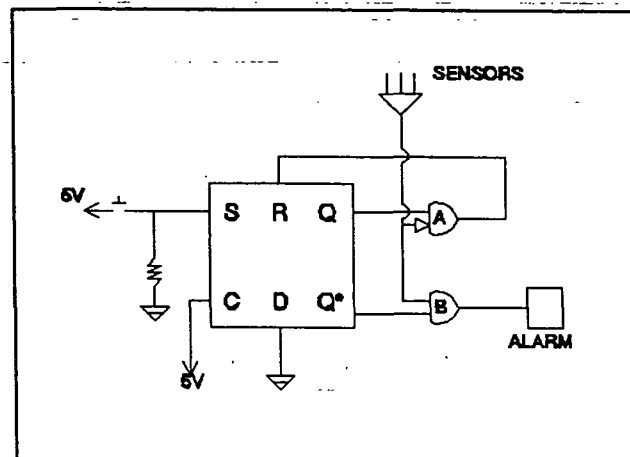 SENSORS
5V
S R Q
A
C D Q*
B
ALARM
5V